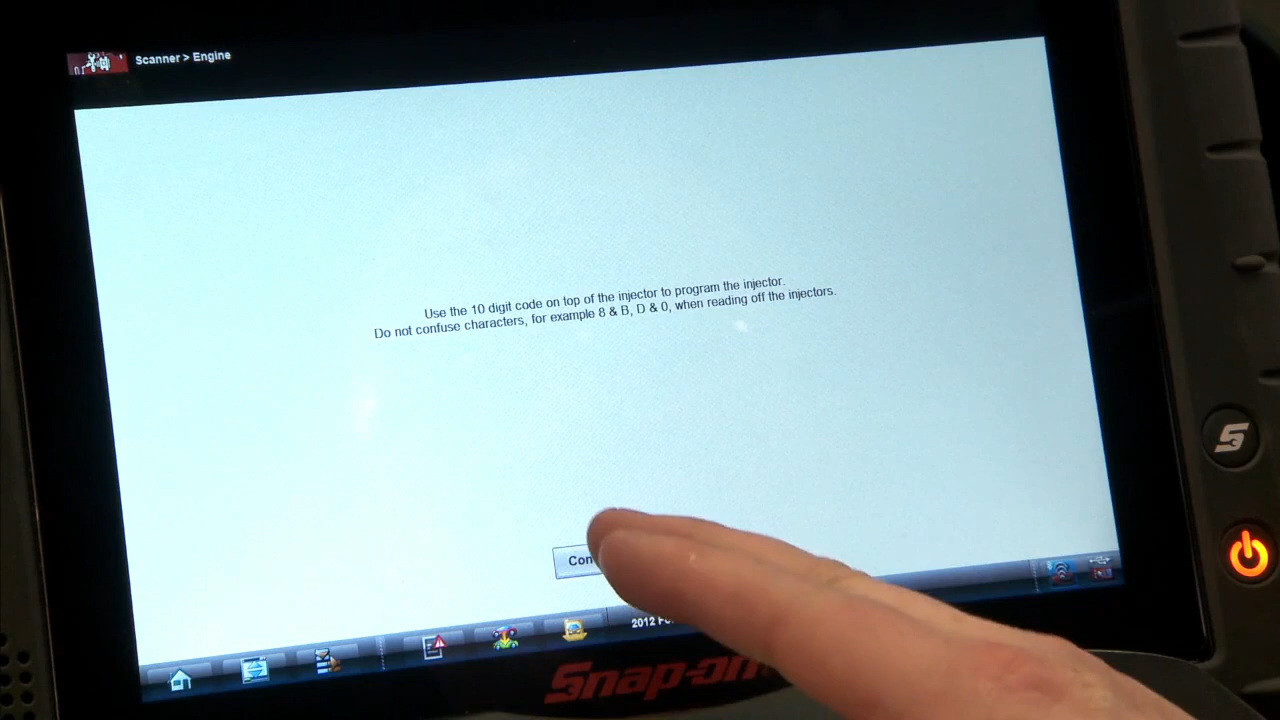 Scanner > Engine
Use the 10 digit code on top of the injector to program the injector.
Do not confuse characters, for example 8 & B, D & 0, when reading off the injectors.
2012
Snap-on